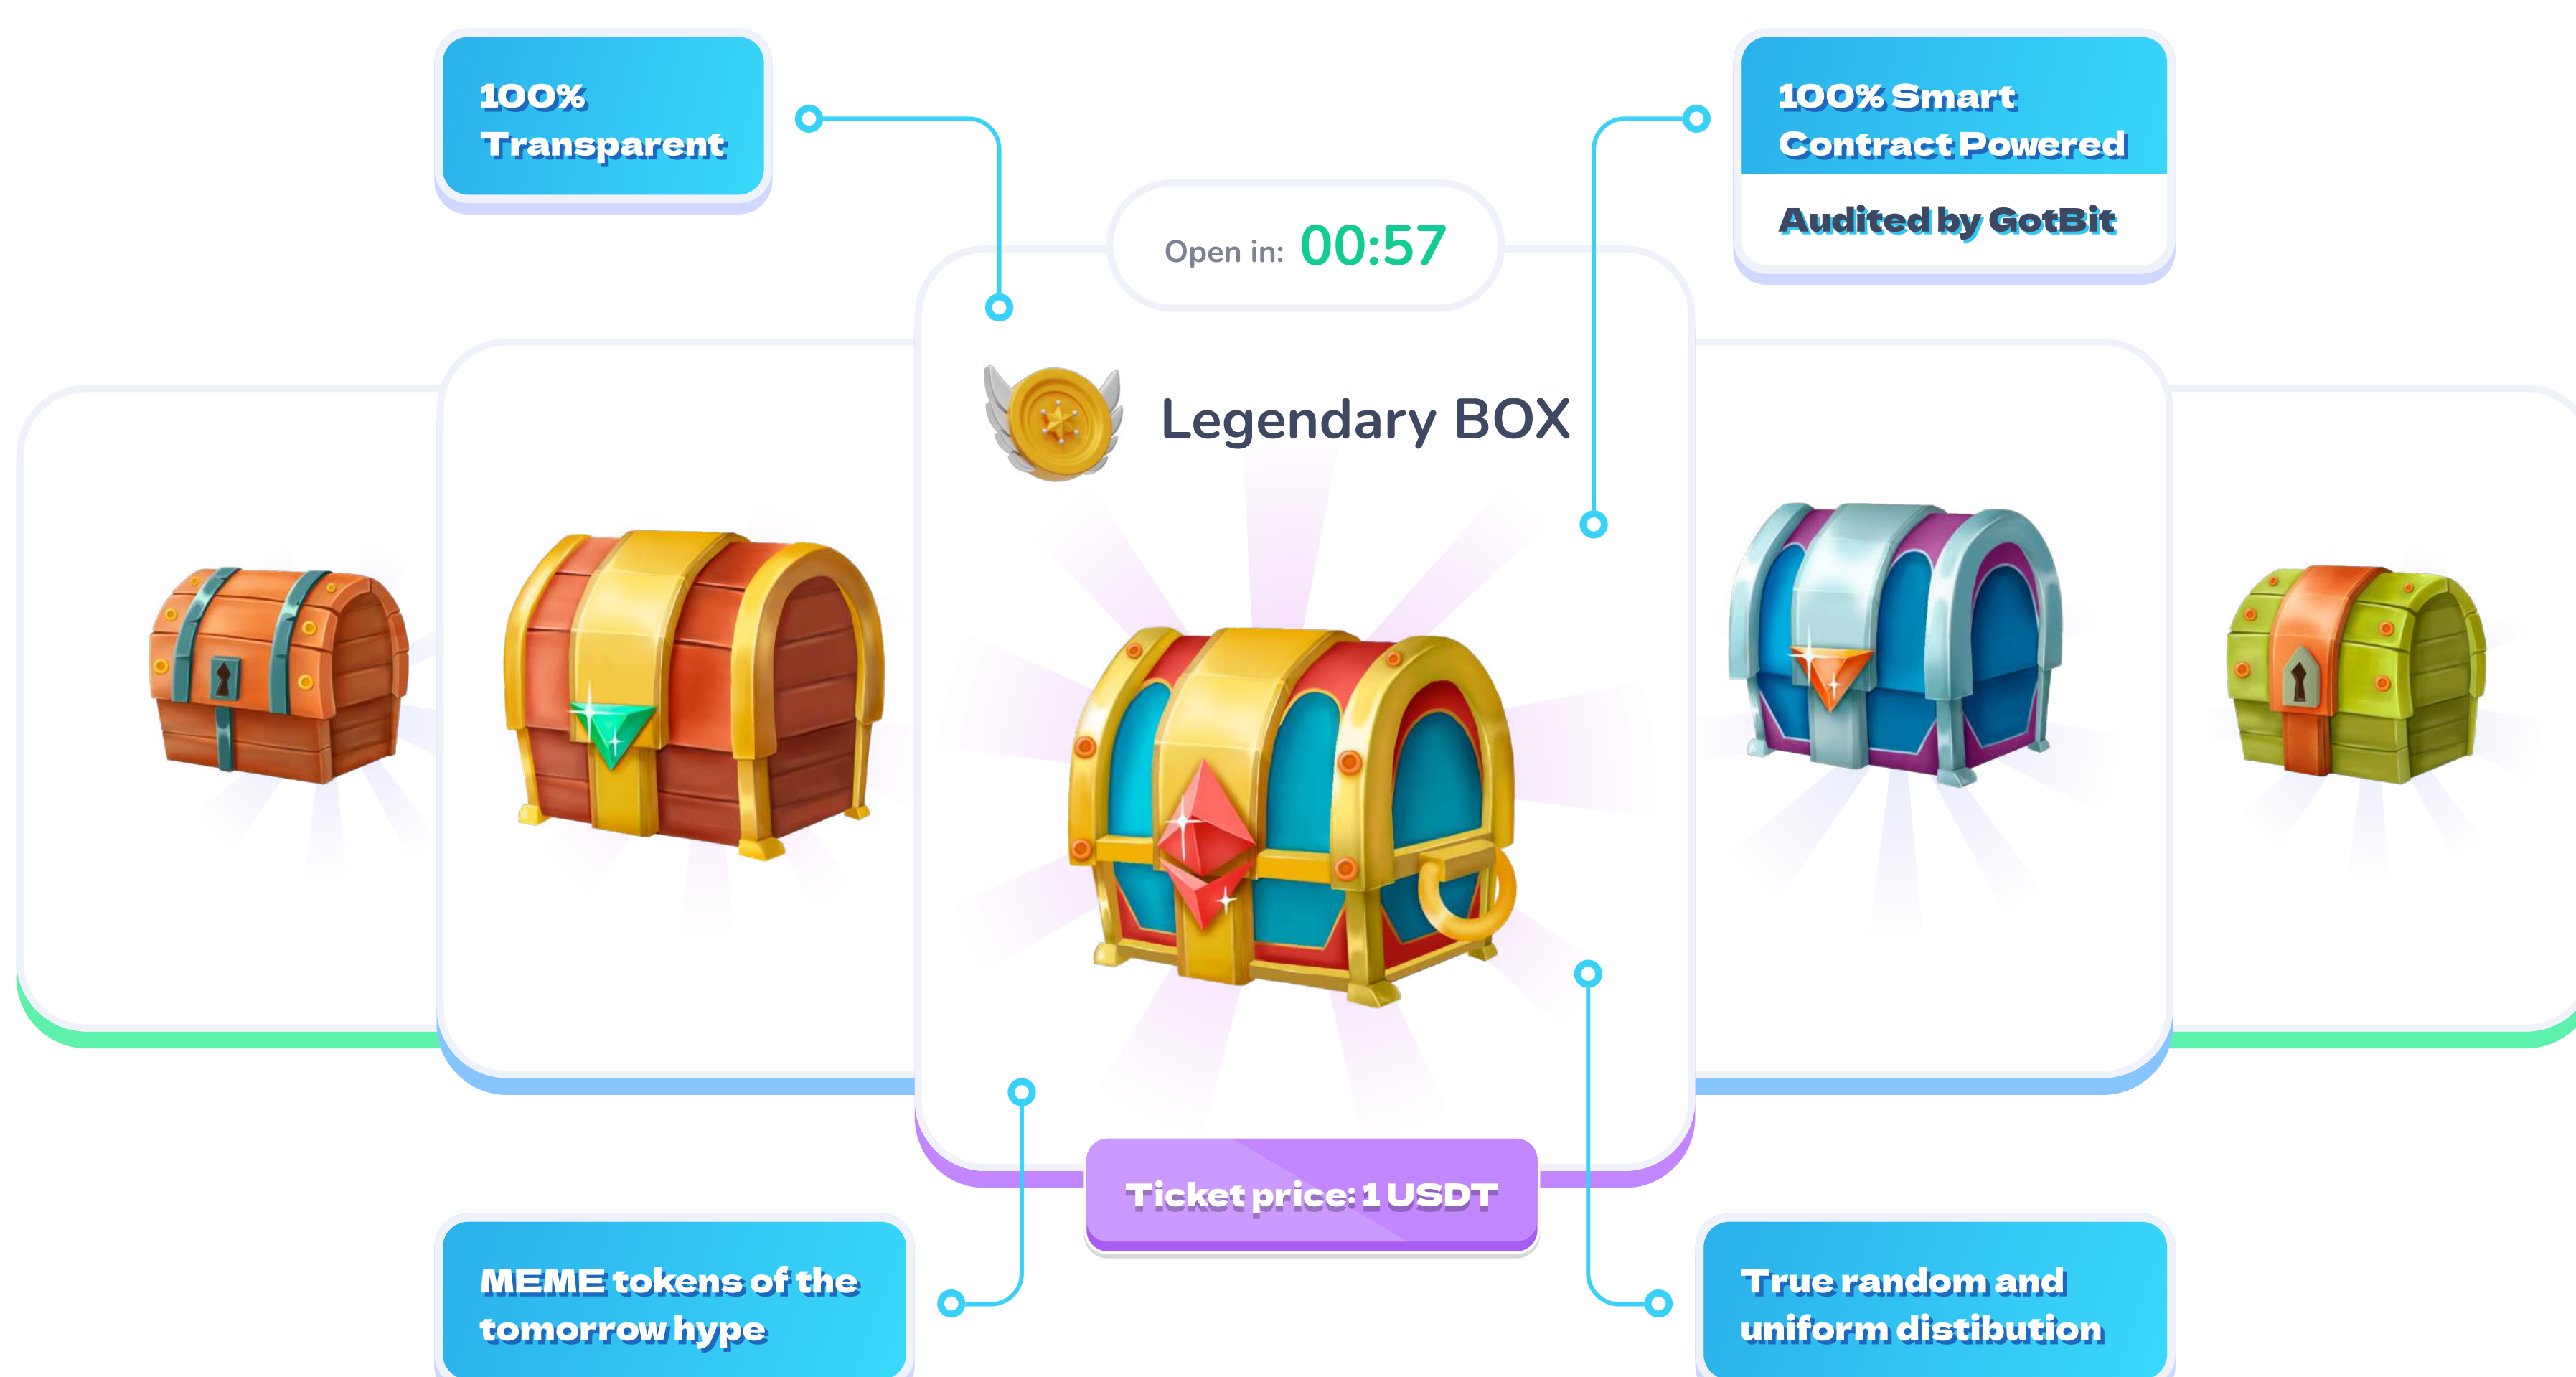 100%
Transparent
100% Smart
Contract Powered
Audited by GotBit
Open in: 00:57
Legendary BOX
Ticket price: 1 USDT
MEME tokens of the
tomorrow hype
True random and
uniform distibution